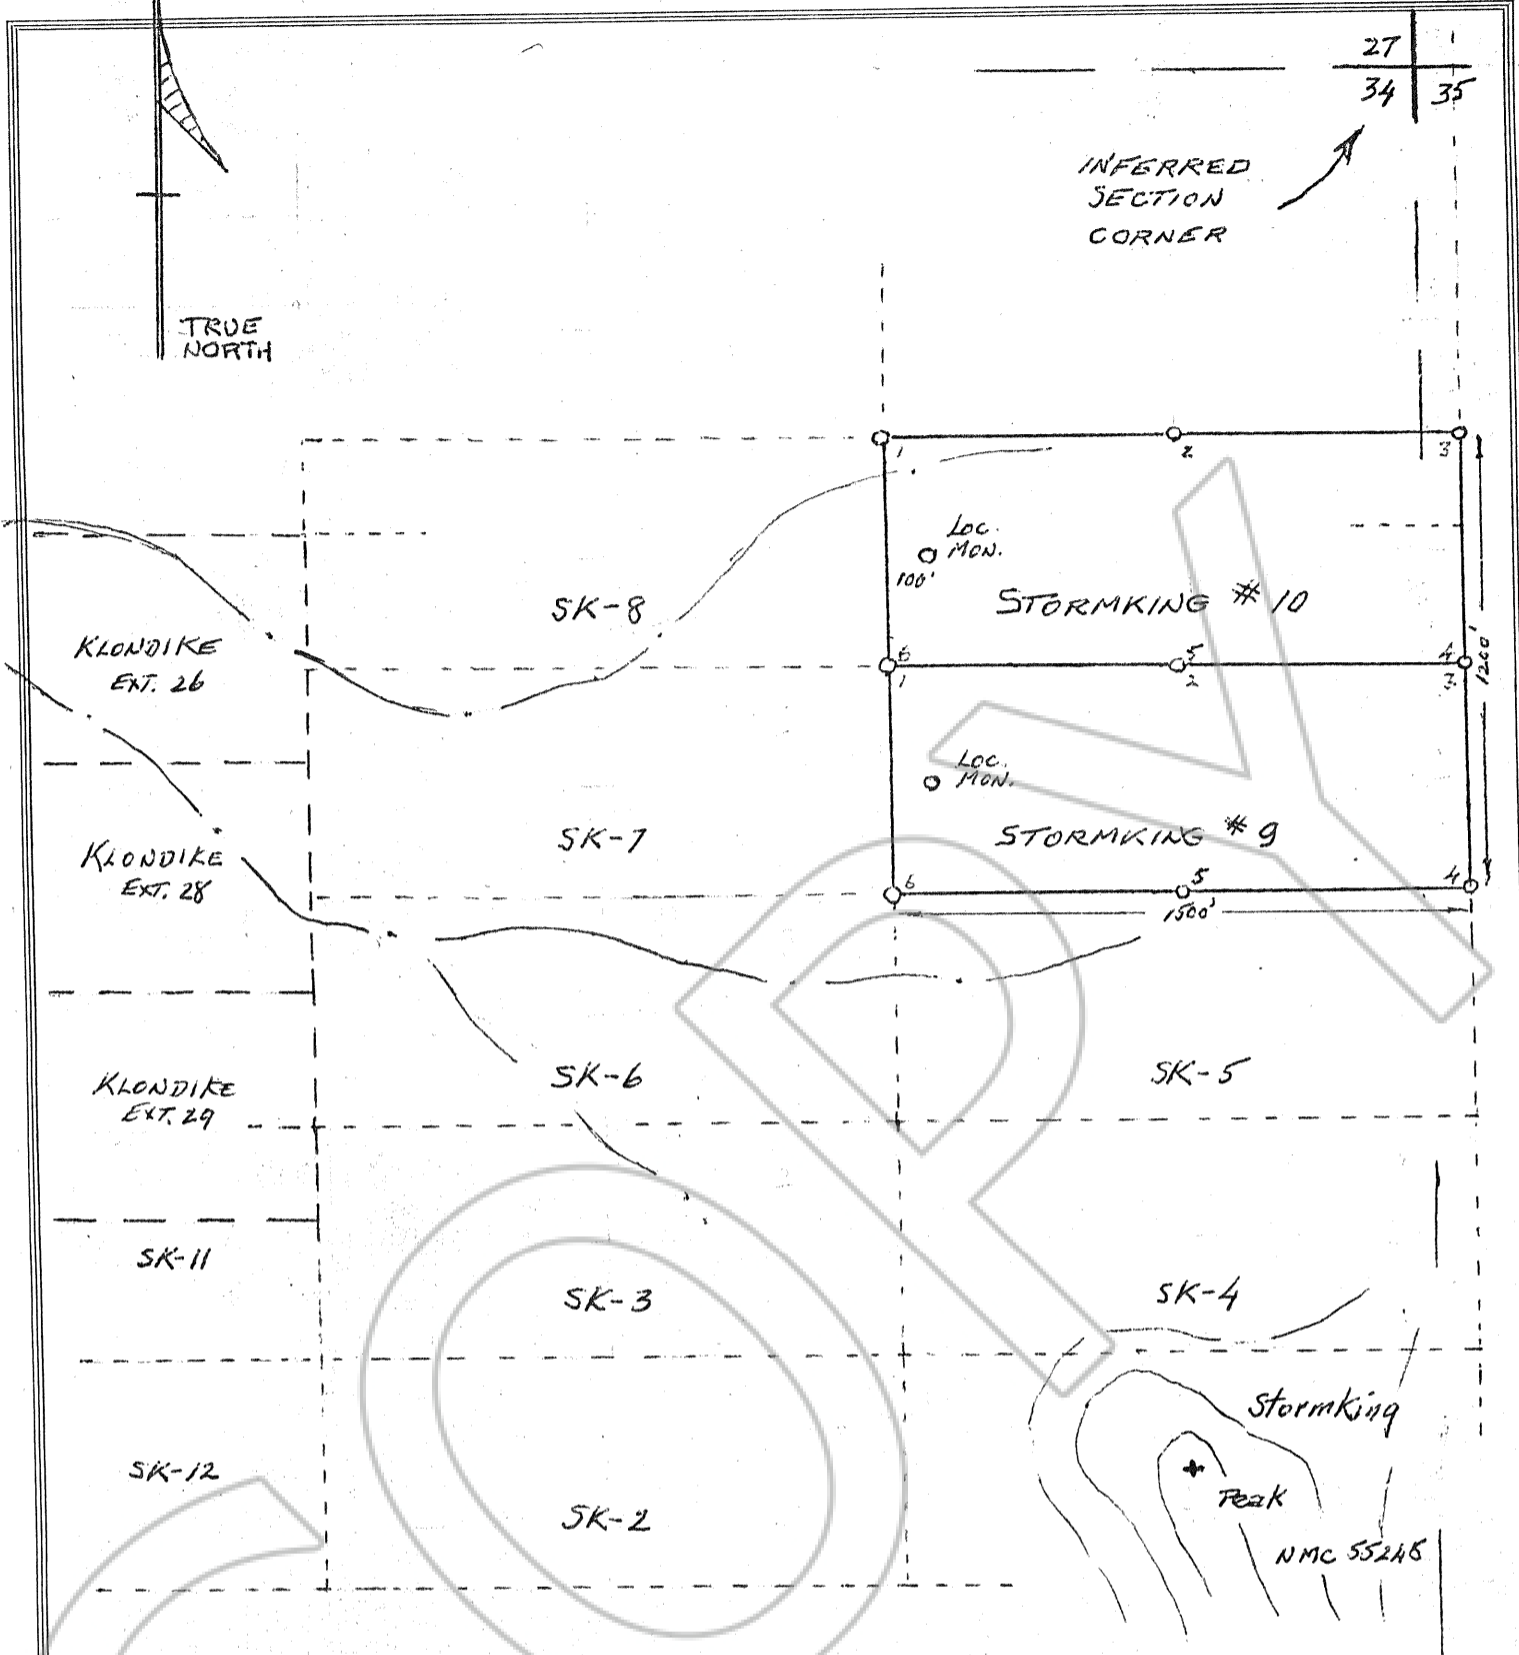 27
34 35
INFERRED
SECTION
CORNER
TRUE
NORTH
1 2 3
LOC.
MON.
100'
STORMKING #10
SK-8
KLONDIKE
EXT. 26
6 5 4
1 2 3
1200'
LOC.
MON.
STORMKING #9
SK-7
KLONDIKE
EXT. 28
6 5 4
1500'
SK-6
SK-5
KLONDIKE
EXT. 29
SK-11
SK-3
SK-4
Stormking
Peak
SK-12
SK-2
NMC 55248
COPY